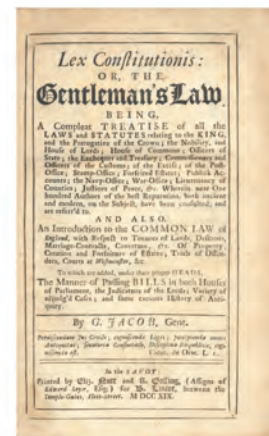 Lex Conſtitutionis:
OR, THE
Gentleman's Law.
BEING,
A Compleat TREATISE of all the
LAWS and STATUTES relating to the KING,
and the Prerogative of the Crown; the Nobility, and
House of Lords; House of Commons; Officers of
State; the Exchequer and Treasury; Commissioners and
Officers of the Customs; of the Excise; of the Post-
Office; Stamp-Office; Forfeited Estates; Publick Ac-
counts; the Navy-Office; War-Office; Lieutenancy of
Counties; Justices of Peace, &c. Wherein near One
hundred Authors of the best Reputation, both ancient
and modern, on the Subject, have been consulted; and
are referr'd to.
AND ALSO,
An Introduction to the COMMON LAW of
England, with Respect to Tenures of Lands, Descents,
Marriage-Contracts, Coverture, &c. Of Property,
Creation and Forfeiture of Estates; Trials of Offen-
ders, Courts at Westminster, &c.
To which are added, under their proper HEADS,
The Manner of Passing BILLS in both Houses
of Parliament, the Judicature of the Lords; Variety of
adjudg'd Cases; and some curious History of Anti-
quity.
By G. JACOB, Gent.
In the SAVOY:
Printed by Eliz. Nutt and R. Gosling, (Assigns of
Edward Sayer, Esq;) for B. Lintot, between the
Temple-Gates, Fleet-street. M DCC XIX.